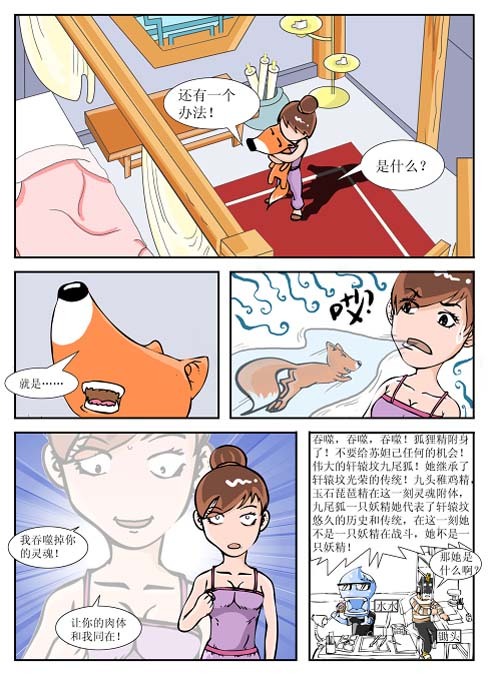 还有一个
办法！
是什么？
就是……
哎？
我吞噬掉你
的灵魂！
让你的肉体
和我同在！
吞噬，吞噬，吞噬！狐狸精附身
了！不要给苏妲己任何的机会！
伟大的轩辕坟九尾狐！她继承了
轩辕坟光荣的传统！九头雉鸡精
玉石琵琶精在这一刻灵魂附体，
九尾狐一只妖精她代表了轩辕坟
悠久的历史和传统，在这一刻她
不是一只妖精在战斗，她不是一
只妖精！
那她是
什么啊？
水水
锄头